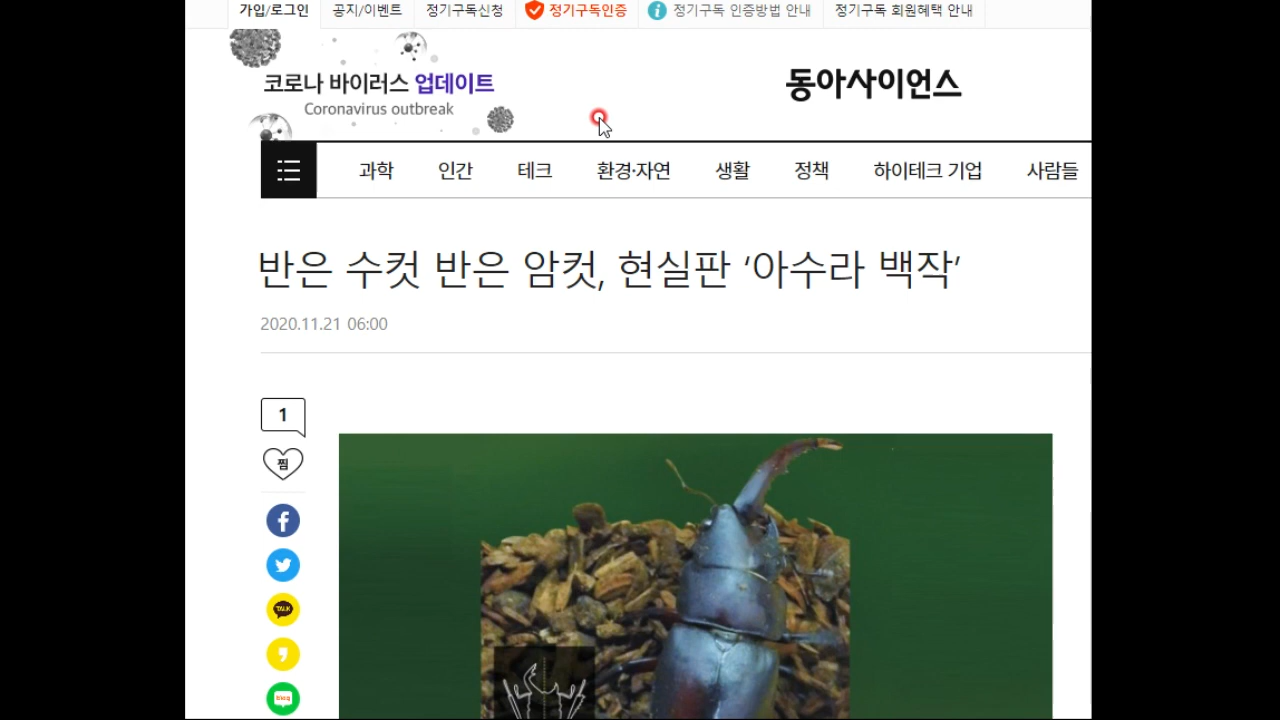 가입/로그인 공지/이벤트 정기구독신청 정기구독인증 정기구독 인증방법 안내 정기구독 회원혜택 안내
코로나 바이러스 업데이트
Coronavirus outbreak
동아사이언스
과학 인간 테크 환경·자연 생활 정책 하이테크 기업 사람들
반은 수컷 반은 암컷, 현실판 ‘아수라 백작’
2020.11.21 06:00
1
찜
f
TALK
blog